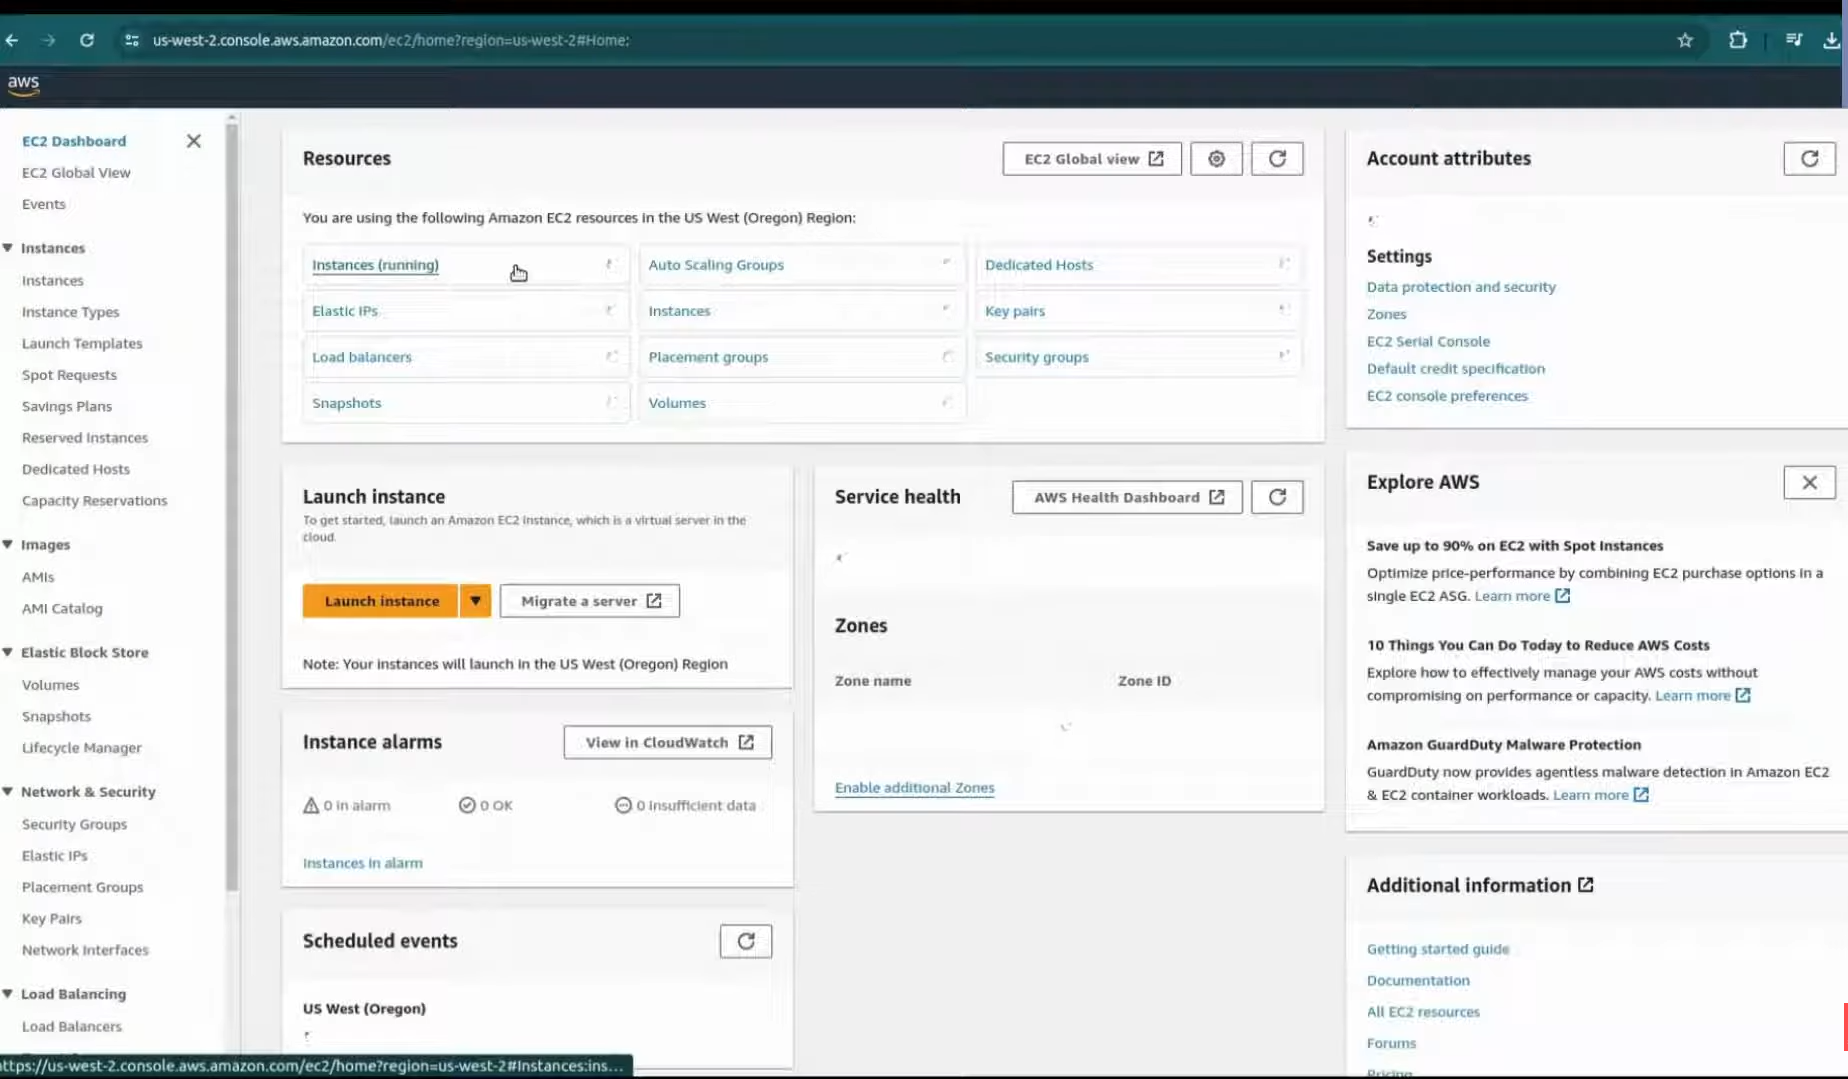 us-west-2.console.aws.amazon.com/ec2/home?region=us-west-2#Home:
aws
EC2 Dashboard
EC2 Global View
Events
Instances
Instances
Instance Types
Launch Templates
Spot Requests
Savings Plans
Reserved Instances
Dedicated Hosts
Capacity Reservations
Images
AMIs
AMI Catalog
Elastic Block Store
Volumes
Snapshots
Lifecycle Manager
Network & Security
Security Groups
Elastic IPs
Placement Groups
Key Pairs
Network Interfaces
Load Balancing
Load Balancers
Resources
EC2 Global view
You are using the following Amazon EC2 resources in the US West (Oregon) Region:
Instances (running)
Auto Scaling Groups
Dedicated Hosts
Elastic IPs
Instances
Key pairs
Load balancers
Placement groups
Security groups
Snapshots
Volumes
Launch instance
To get started, launch an Amazon EC2 instance, which is a virtual server in the
cloud.
Launch instance
Migrate a server
Note: Your instances will launch in the US West (Oregon) Region
Instance alarms
View in CloudWatch
0 in alarm
0 OK
0 insufficient data
Instances in alarm
Scheduled events
US West (Oregon)
Service health
AWS Health Dashboard
Zones
Zone name
Zone ID
Enable additional Zones
Account attributes
Settings
Data protection and security
Zones
EC2 Serial Console
Default credit specification
EC2 console preferences
Explore AWS
Save up to 90% on EC2 with Spot Instances
Optimize price-performance by combining EC2 purchase options in a
single EC2 ASG. Learn more
10 Things You Can Do Today to Reduce AWS Costs
Explore how to effectively manage your AWS costs without
compromising on performance or capacity. Learn more
Amazon GuardDuty Malware Protection
GuardDuty now provides agentless malware detection in Amazon EC2
& EC2 container workloads. Learn more
Additional information
Getting started guide
Documentation
All EC2 resources
Forums
Pricing
ttps://us-west-2.console.aws.amazon.com/ec2/home?region=us-west-2#Instances:ins...